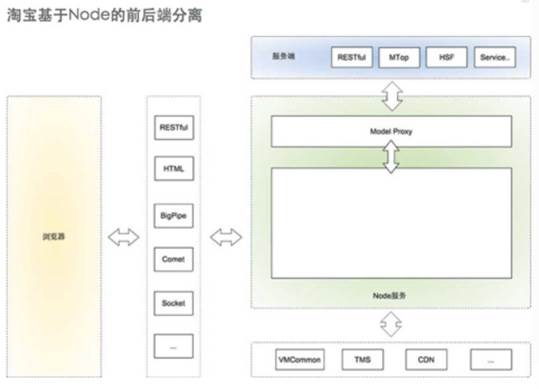 淘宝基于Node的前后端分离
服务端
RESTful
MTop
HSF
Service..
浏览器
RESTful
HTML
BigPipe
Comet
Socket
...
Model Proxy
Node服务
VMCommon
TMS
CDN
...